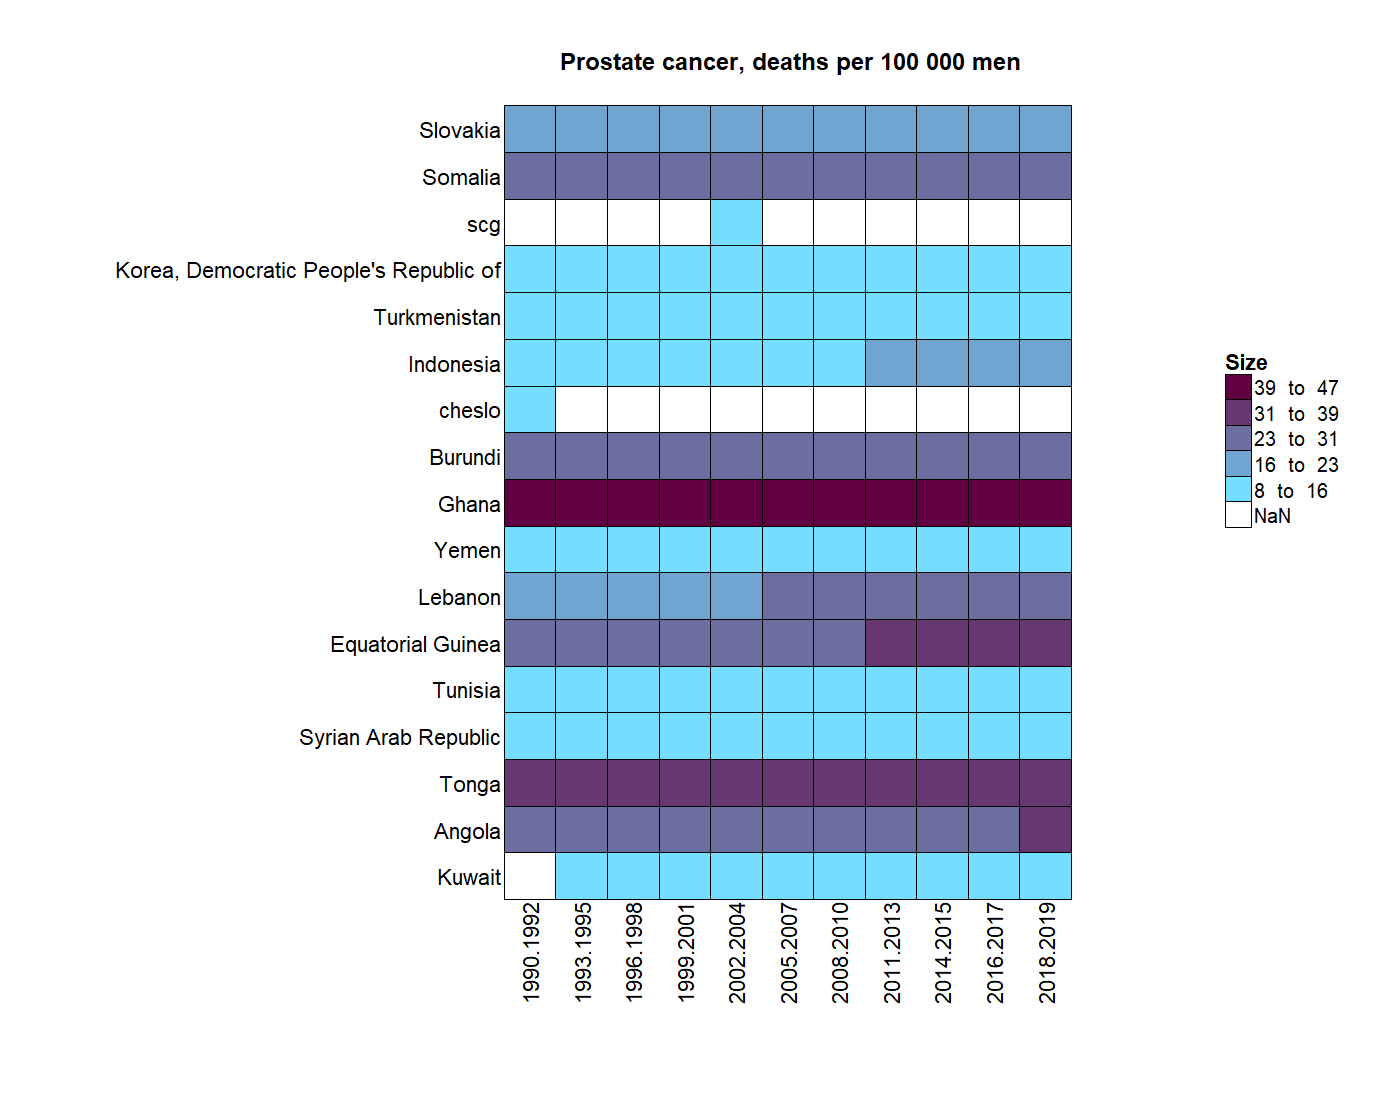 Prostate cancer, deaths per 100 000 men
Slovakia
Somalia
scg
Korea, Democratic People's Republic of
Turkmenistan
Indonesia
cheslo
Burundi
Ghana
Yemen
Lebanon
Equatorial Guinea
Tunisia
Syrian Arab Republic
Tonga
Angola
Kuwait
1990.1992
1993.1995
1996.1998
1999.2001
2002.2004
2005.2007
2008.2010
2011.2013
2014.2015
2016.2017
2018.2019
Size
39 to 47
31 to 39
23 to 31
16 to 23
8 to 16
NaN